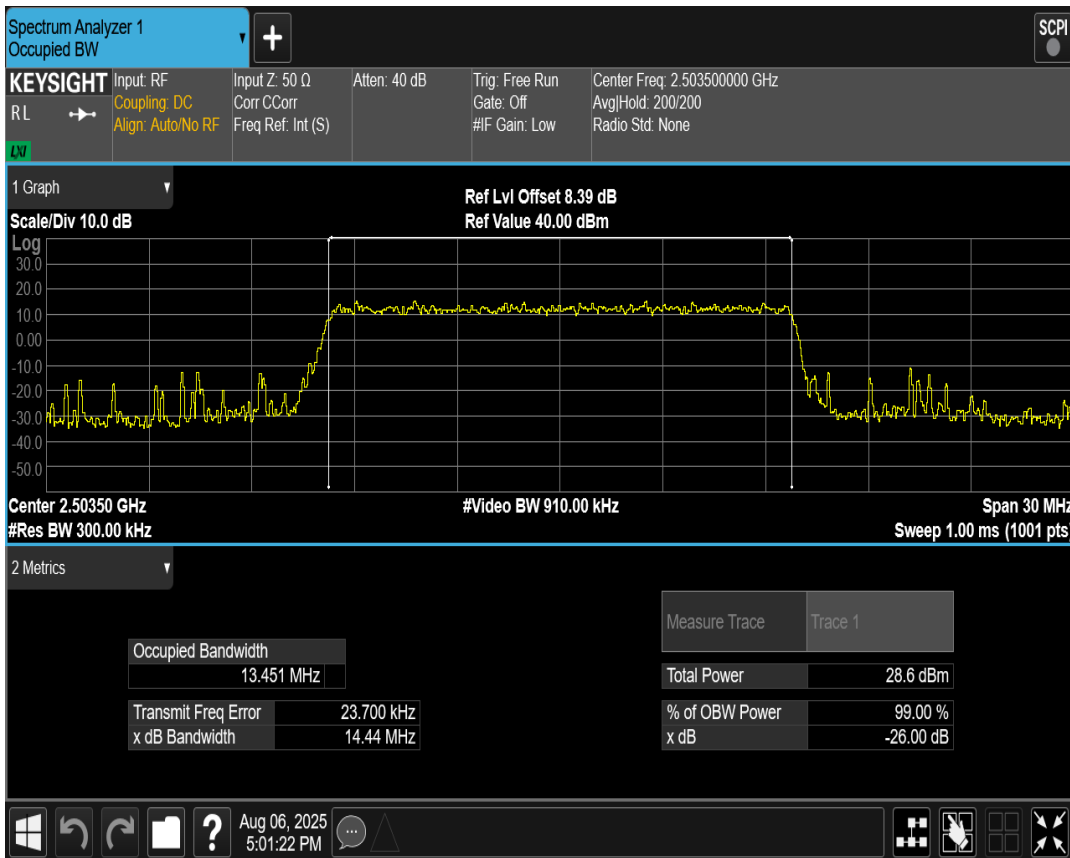 Spectrum Analyzer 1
Occupied BW
SCPI
KEYSIGHT
RL
LXI
Input: RF
Coupling: DC
Align: Auto/No RF
Input Z: 50 Ω
Corr CCorr
Freq Ref: Int (S)
Atten: 40 dB
Trig: Free Run
Gate: Off
#IF Gain: Low
Center Freq: 2.503500000 GHz
Avg|Hold: 200/200
Radio Std: None
1 Graph
Ref Lvl Offset 8.39 dB
Scale/Div 10.0 dB
Ref Value 40.00 dBm
Log
30.0
20.0
10.0
0.00
-10.0
-20.0
-30.0
-40.0
-50.0
Center 2.50350 GHz
#Video BW 910.00 kHz
Span 30 MHz
#Res BW 300.00 kHz
Sweep 1.00 ms (1001 pts)
2 Metrics
Measure Trace
Trace 1
Occupied Bandwidth
13.451 MHz
Total Power
28.6 dBm
Transmit Freq Error
23.700 kHz
% of OBW Power
99.00 %
x dB Bandwidth
14.44 MHz
x dB
-26.00 dB
?
Aug 06, 2025
5:01:22 PM